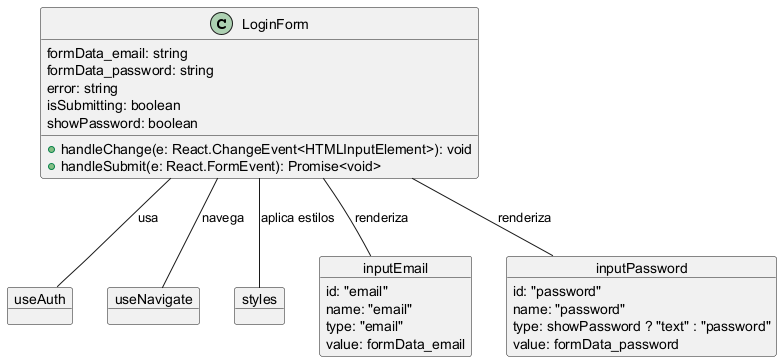 C LoginForm
formData_email: string
formData_password: string
error: string
isSubmitting: boolean
showPassword: boolean
handleChange(e: React.ChangeEvent<HTMLInputElement>): void
handleSubmit(e: React.FormEvent): Promise<void>
usa
navega
aplica estilos
renderiza
renderiza
useAuth
useNavigate
styles
inputEmail
id: "email"
name: "email"
type: "email"
value: formData_email
inputPassword
id: "password"
name: "password"
type: showPassword ? "text" : "password"
value: formData_password